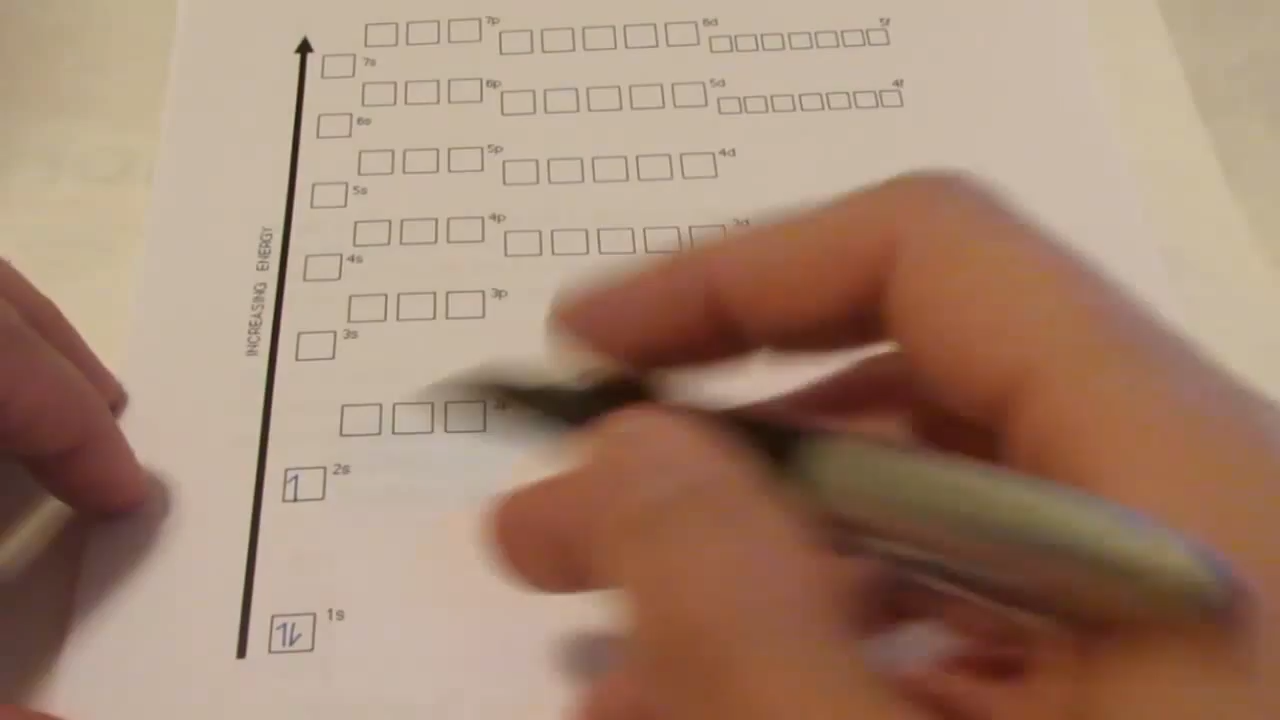 7p 6d 5f
7s
6p 5d 4f
6s
5p 4d
5s
4p 3d
4s
3p
3s
2s
1s
INCREASING ENERGY